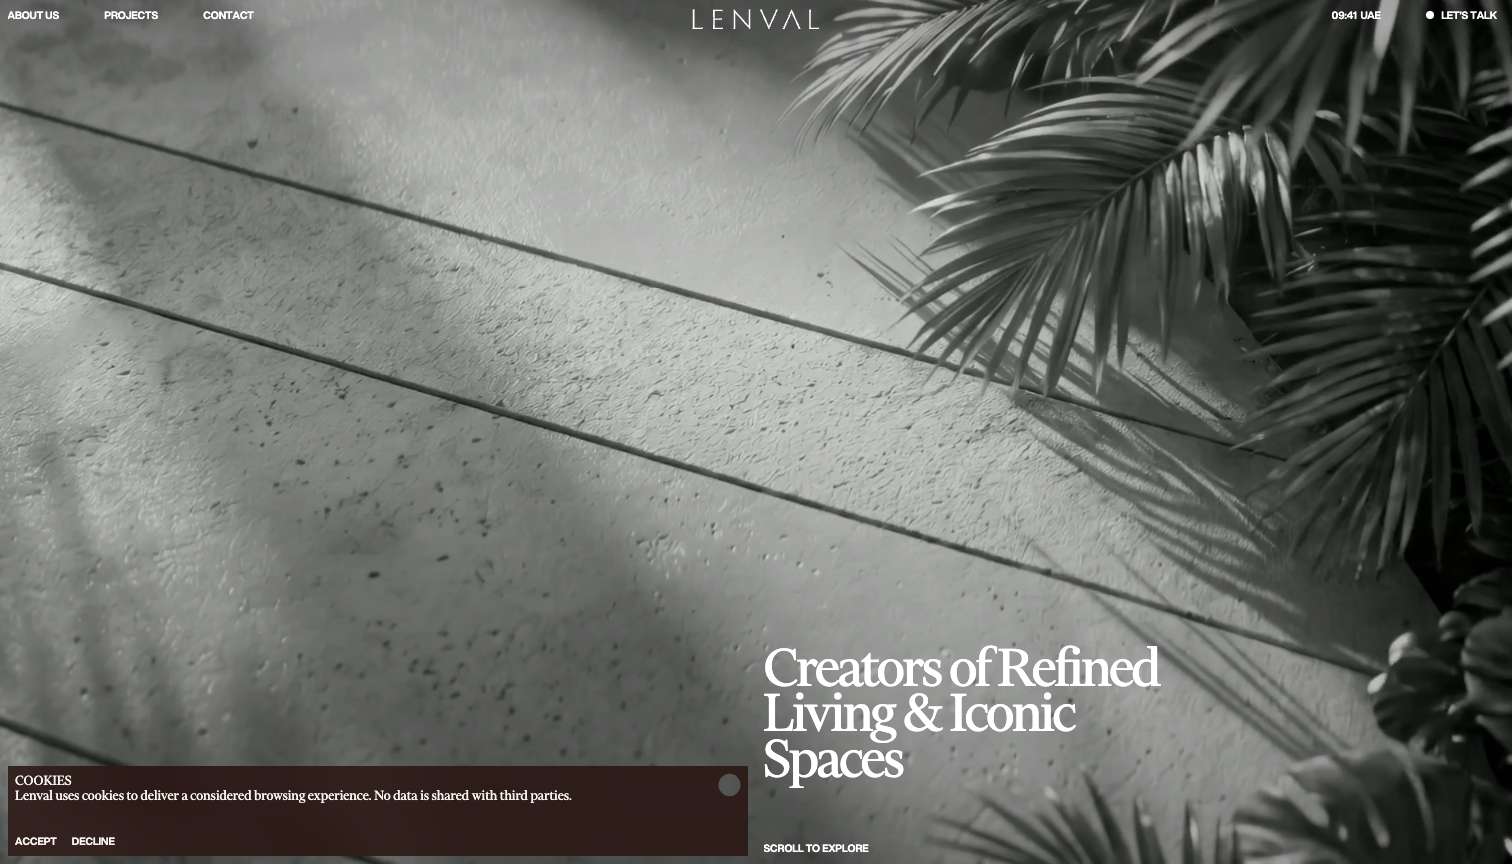 ABOUT US
PROJECTS
CONTACT
LENVAL
09:41 UAE
LET'S TALK
Creators of Refined
Living & Iconic
Spaces
COOKIES
Lenval uses cookies to deliver a considered browsing experience. No data is shared with third parties.
ACCEPT
DECLINE
SCROLL TO EXPLORE